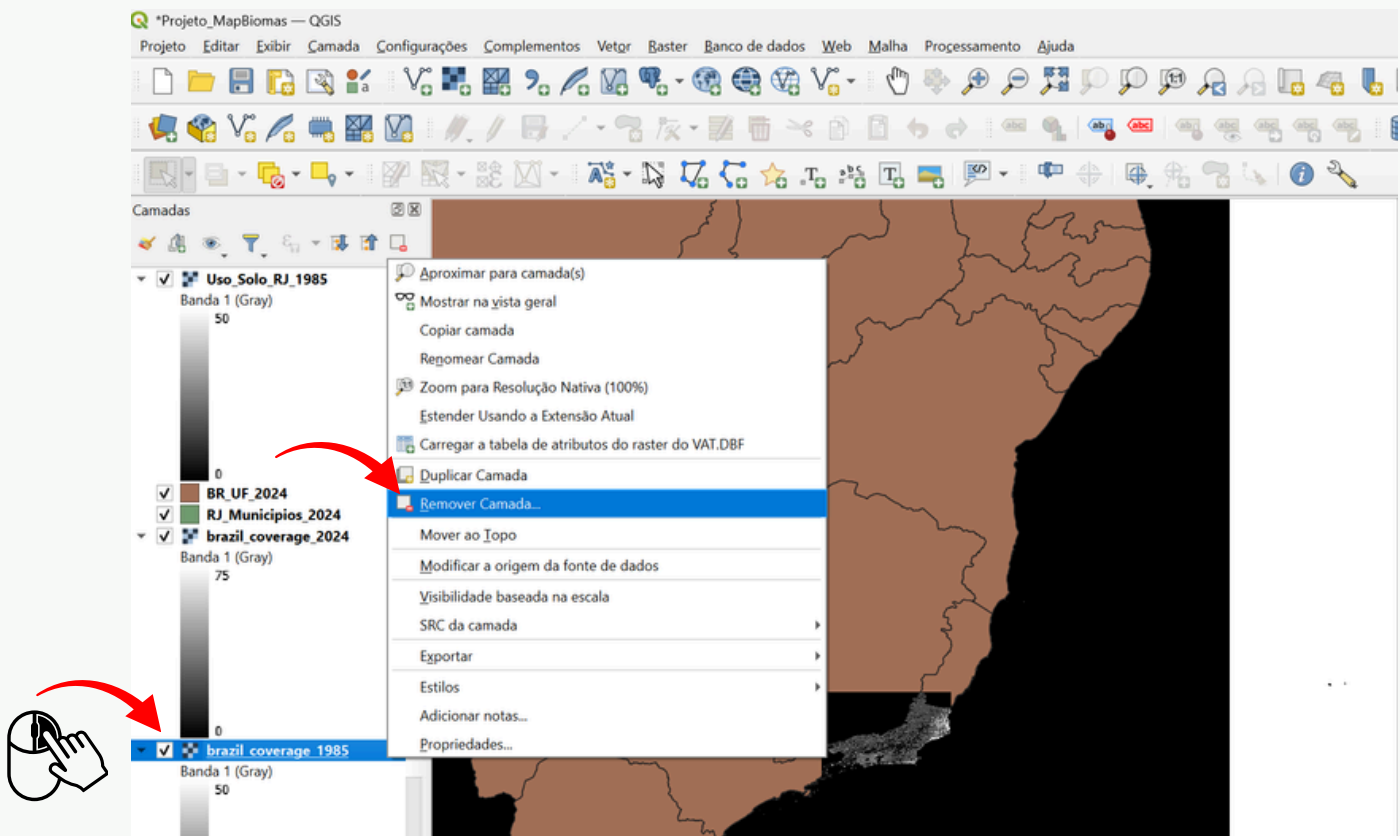 *Projeto_MapBiomas — QGIS
Projeto Editar Exibir Camada Configurações Complementos Vetor Raster Banco de dados Web Malha Processamento Ajuda
Camadas
Uso_Solo_RJ_1985
Banda 1 (Gray)
50
0
BR_UF_2024
RJ_Municipios_2024
brazil_coverage_2024
Banda 1 (Gray)
75
0
brazil_coverage_1985
Banda 1 (Gray)
50
Aproximar para camada(s)
Mostrar na vista geral
Copiar camada
Renomear Camada
Zoom para Resolução Nativa (100%)
Estender Usando a Extensão Atual
Carregar a tabela de atributos do raster do VAT.DBF
Duplicar Camada
Remover Camada...
Mover ao Topo
Modificar a origem da fonte de dados
Visibilidade baseada na escala
SRC da camada
Exportar
Estilos
Adicionar notas...
Propriedades...